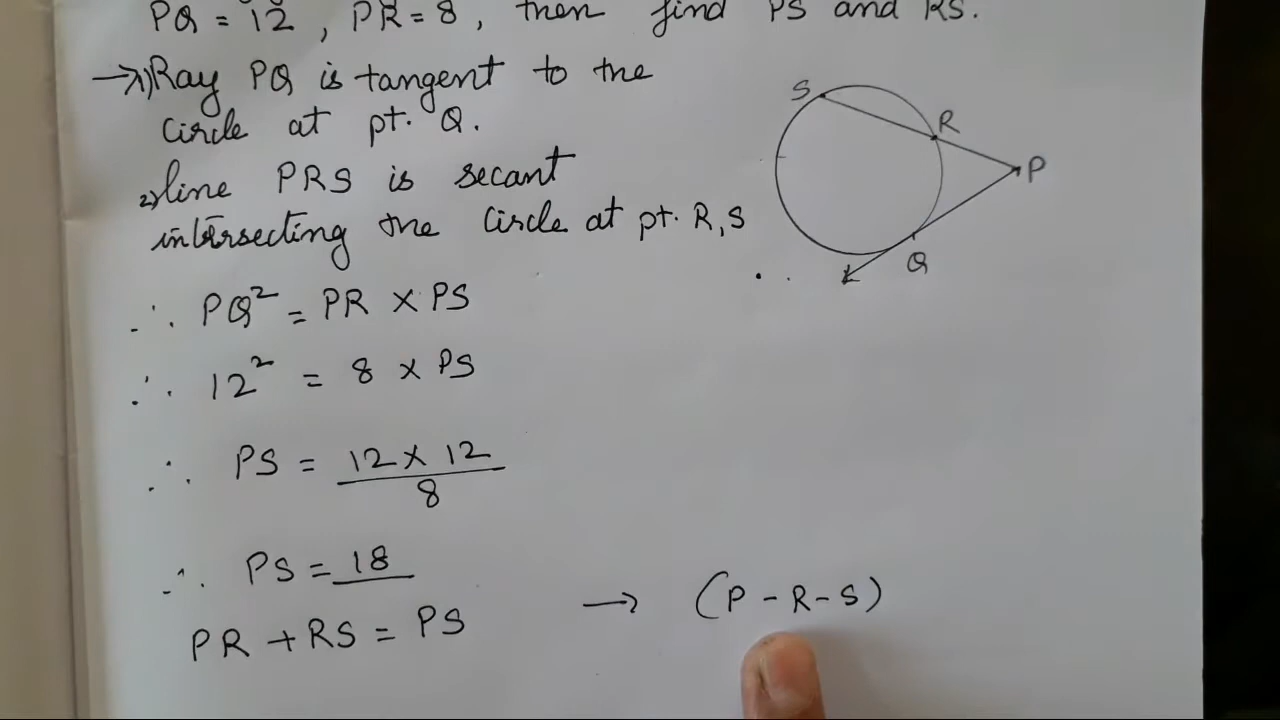 PQ = 12 , PR = 8 , then find PS and RS.
→ 1) Ray PQ is tangent to the
Circle at pt. Q.
2) line PRS is secant
intersecting the Circle at pt. R, S
∴ PQ² = PR × PS
∴ 12² = 8 × PS
∴ PS = 12 × 12 / 8
∴ PS = 18
PR + RS = PS → (P - R - S)
S
R
P
Q